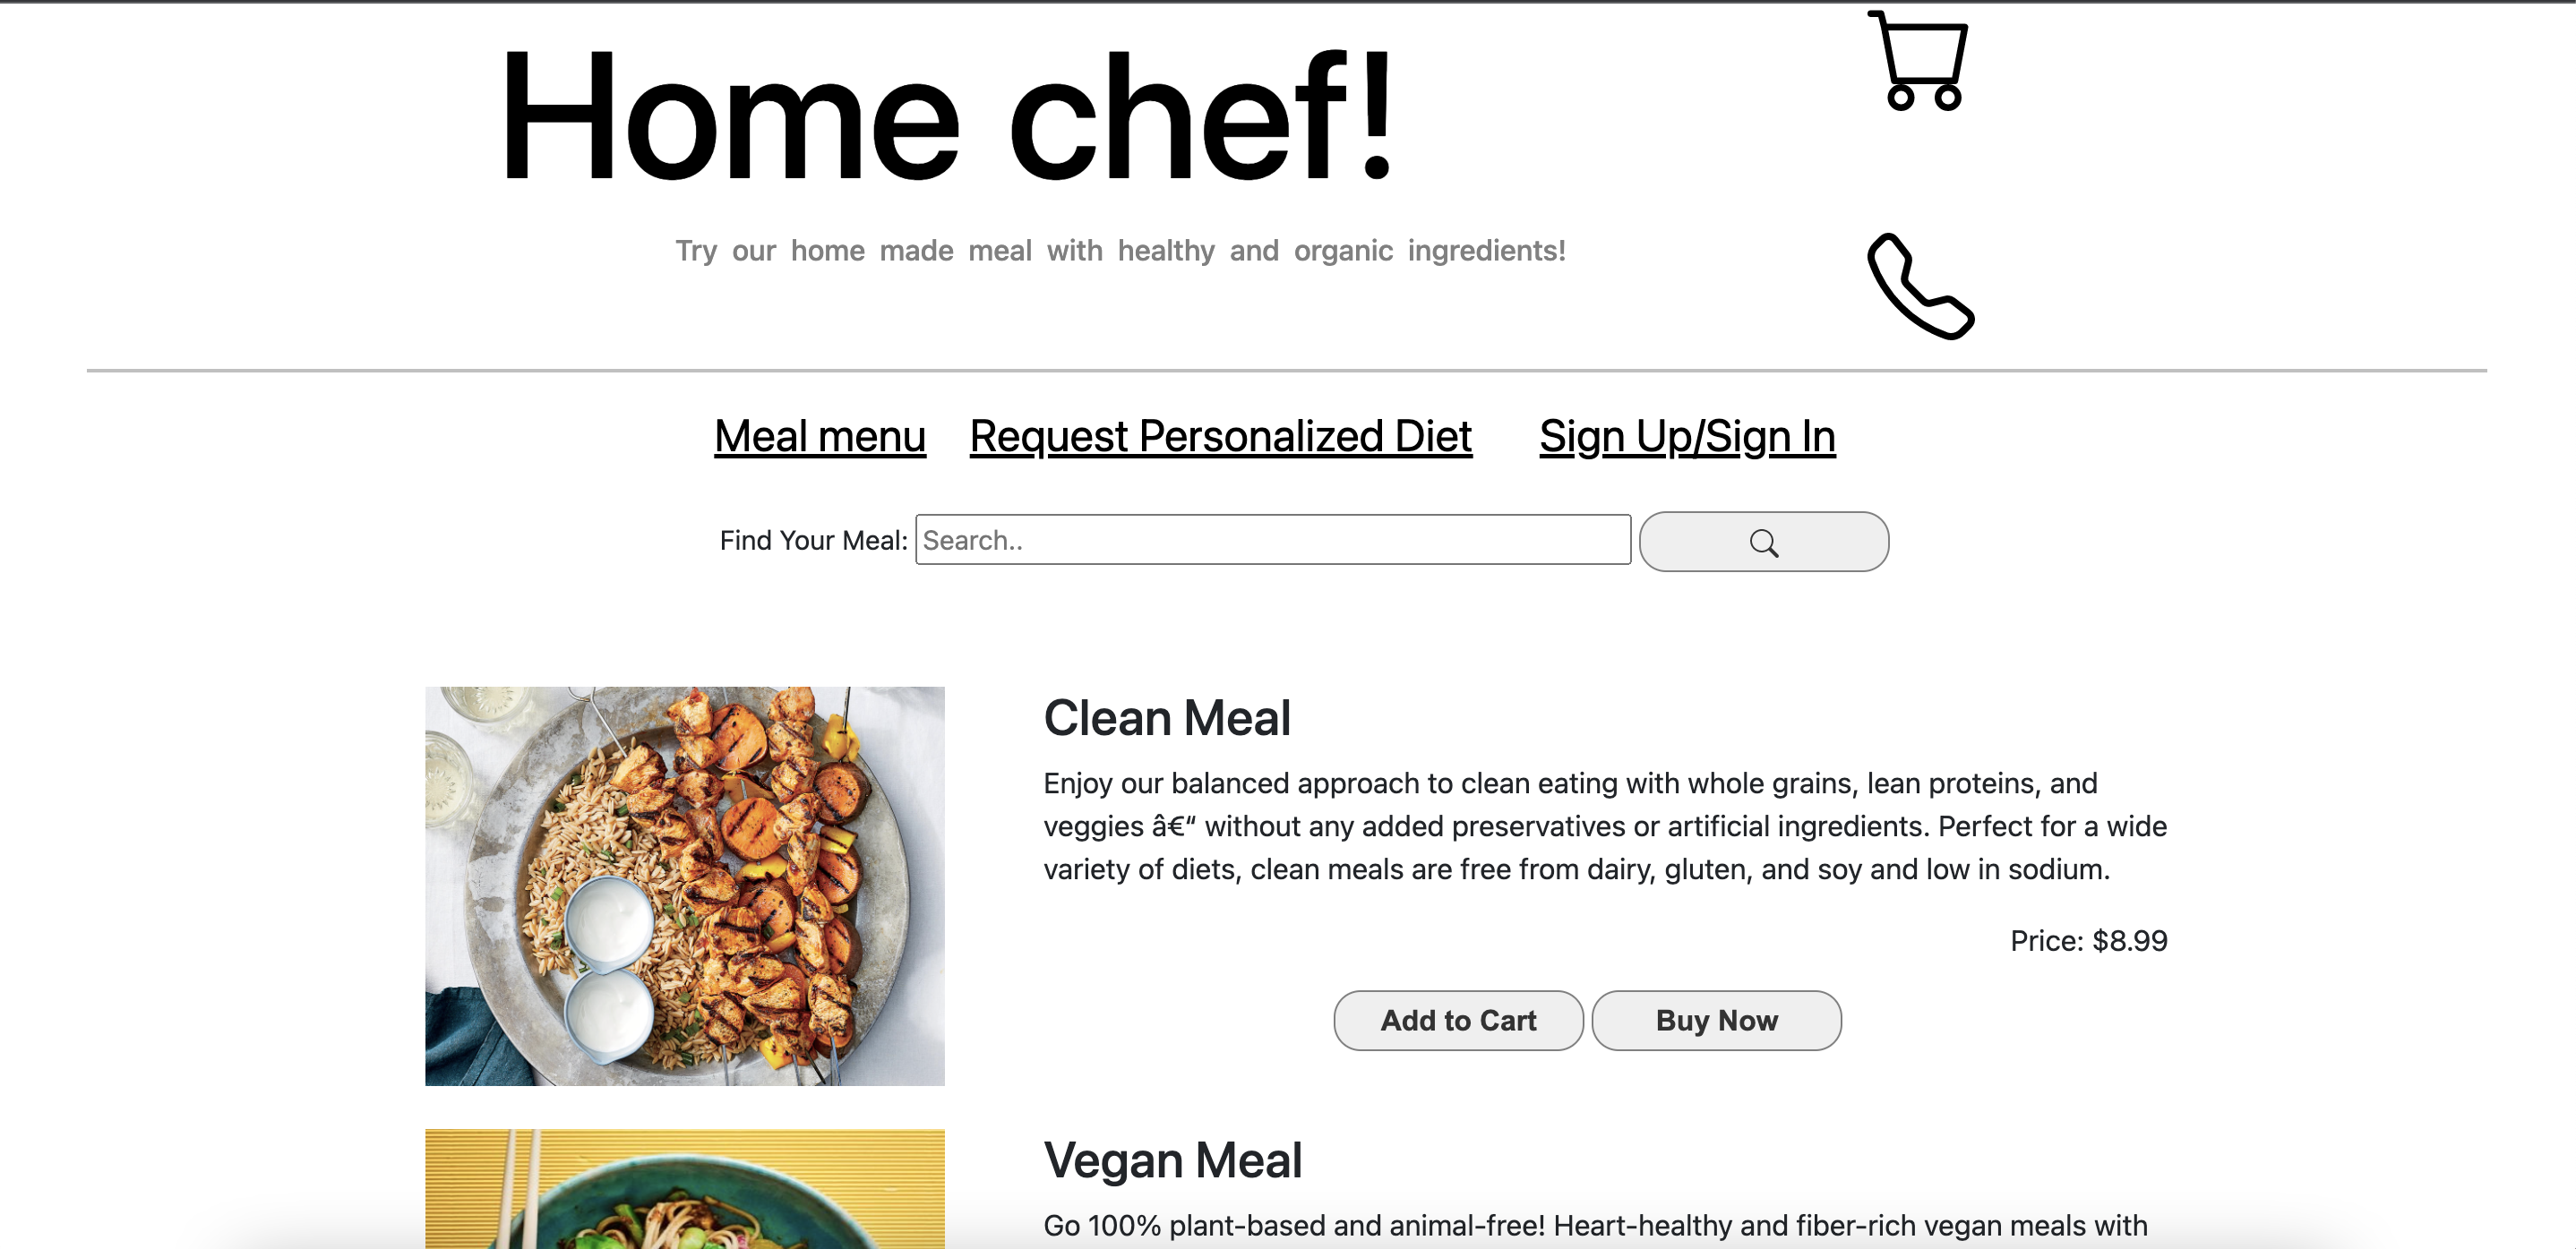 Home chef!
Try our home made meal with healthy and organic ingredients!
Meal menu Request Personalized Diet Sign Up/Sign In
Find Your Meal: Search..
Clean Meal
Enjoy our balanced approach to clean eating with whole grains, lean proteins, and
veggies â€“ without any added preservatives or artificial ingredients. Perfect for a wide
variety of diets, clean meals are free from dairy, gluten, and soy and low in sodium.
Price: $8.99
Add to Cart Buy Now
Vegan Meal
Go 100% plant-based and animal-free! Heart-healthy and fiber-rich vegan meals with